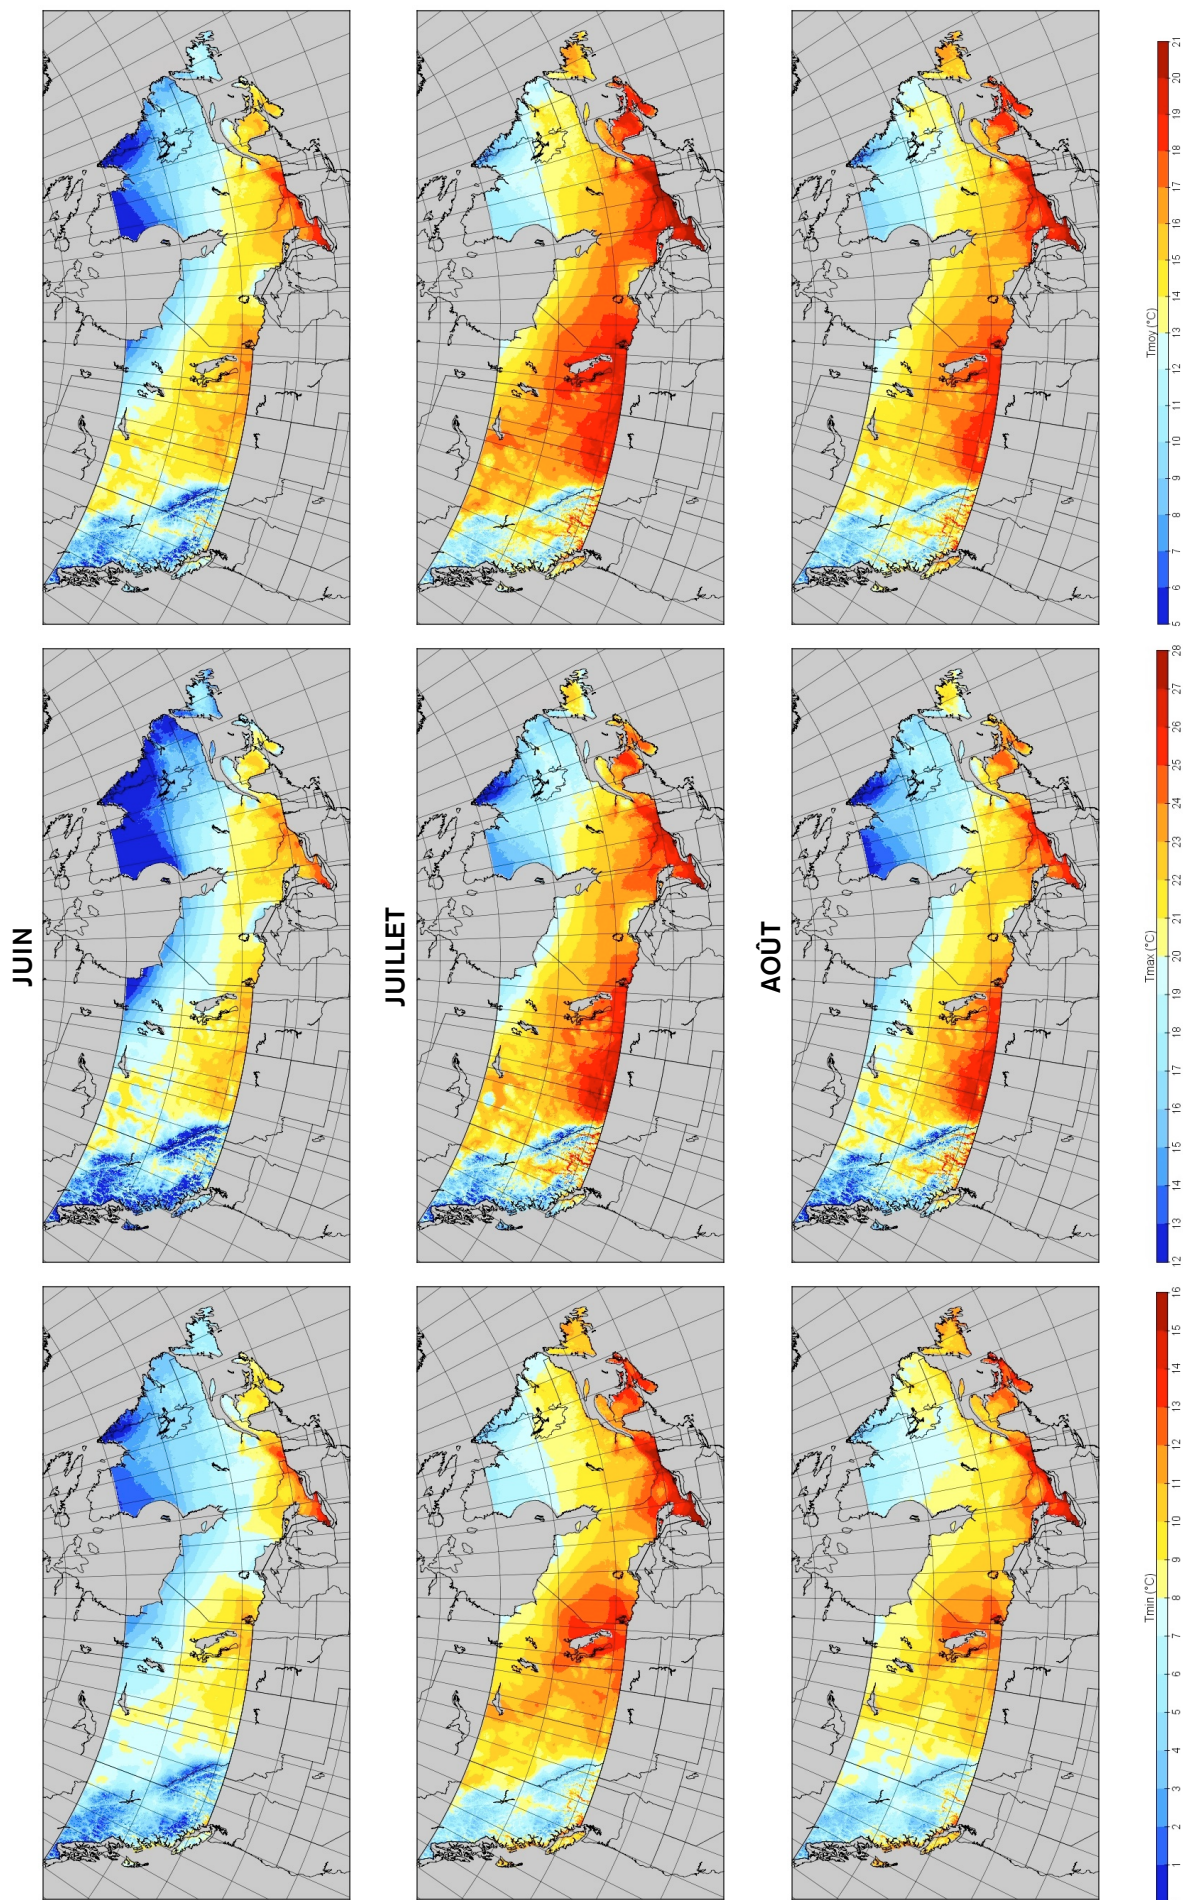 JUIN
JUILLET
AOÛT
Tmin (°C) Tmax (°C) Tmoy (°C)
1 2 3 4 5 6 7 8 9 10 11 12 13 14 15 16 12 13 14 15 16 17 18 19 20 21 22 23 24 25 26 27 28 5 6 7 8 9 10 11 12 13 14 15 16 17 18 19 20 21